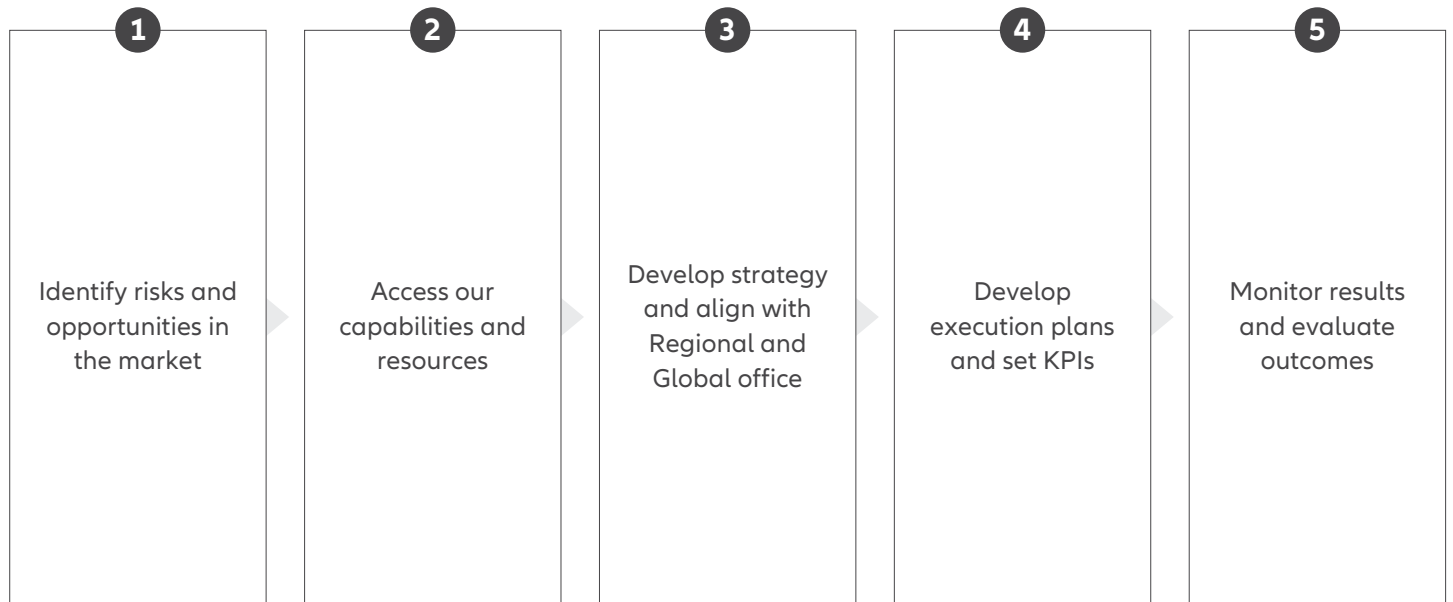 1
Identify risks and
opportunities in
the market
2
Access our
capabilities and
resources
3
Develop strategy
and align with
Regional and
Global office
4
Develop
execution plans
and set KPIs
5
Monitor results
and evaluate
outcomes